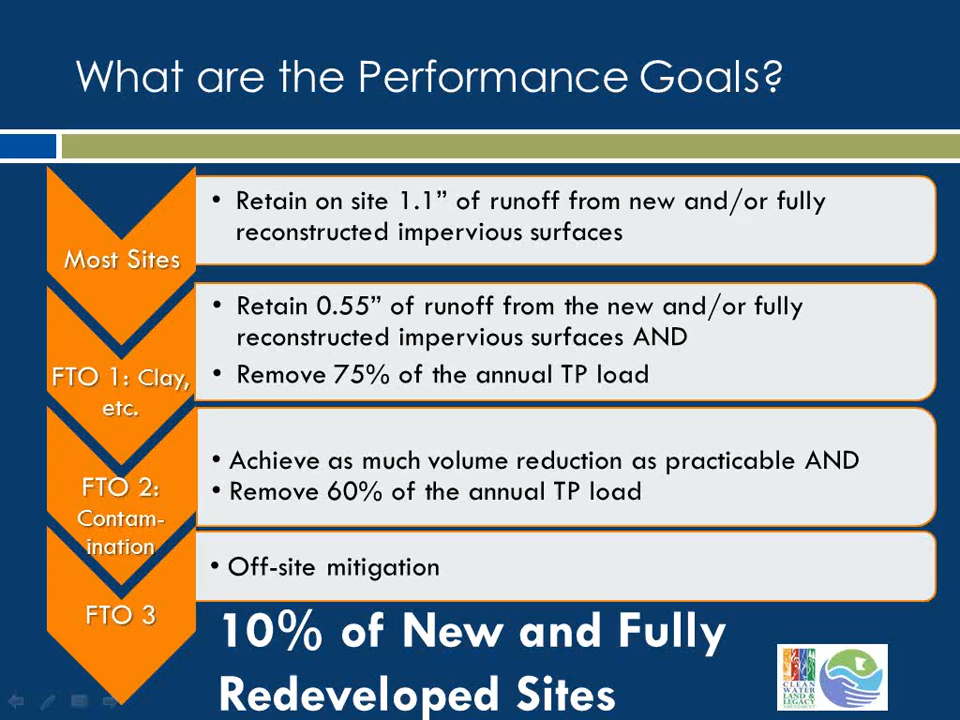 What are the Performance Goals?
Most Sites
• Retain on site 1.1” of runoff from new and/or fully
reconstructed impervious surfaces
FTO 1: Clay,
etc.
• Retain 0.55” of runoff from the new and/or fully
reconstructed impervious surfaces AND
• Remove 75% of the annual TP load
FTO 2:
Contam-
ination
• Achieve as much volume reduction as practicable AND
• Remove 60% of the annual TP load
FTO 3
• Off-site mitigation
10% of New and Fully
Redeveloped Sites
CLEAN
WATER
LAND &
LEGACY